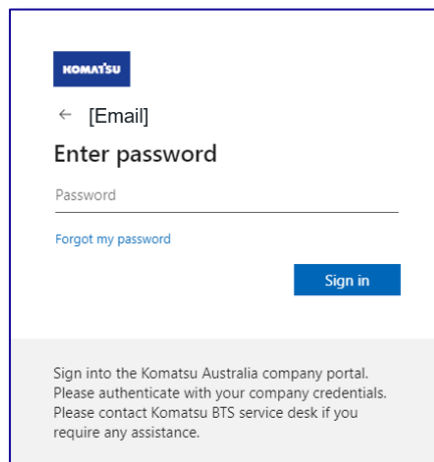 KOMATSU
← [Email]
Enter password
Password
Forgot my password
Sign in
Sign into the Komatsu Australia company portal.
Please authenticate with your company credentials.
Please contact Komatsu BTS service desk if you
require any assistance.